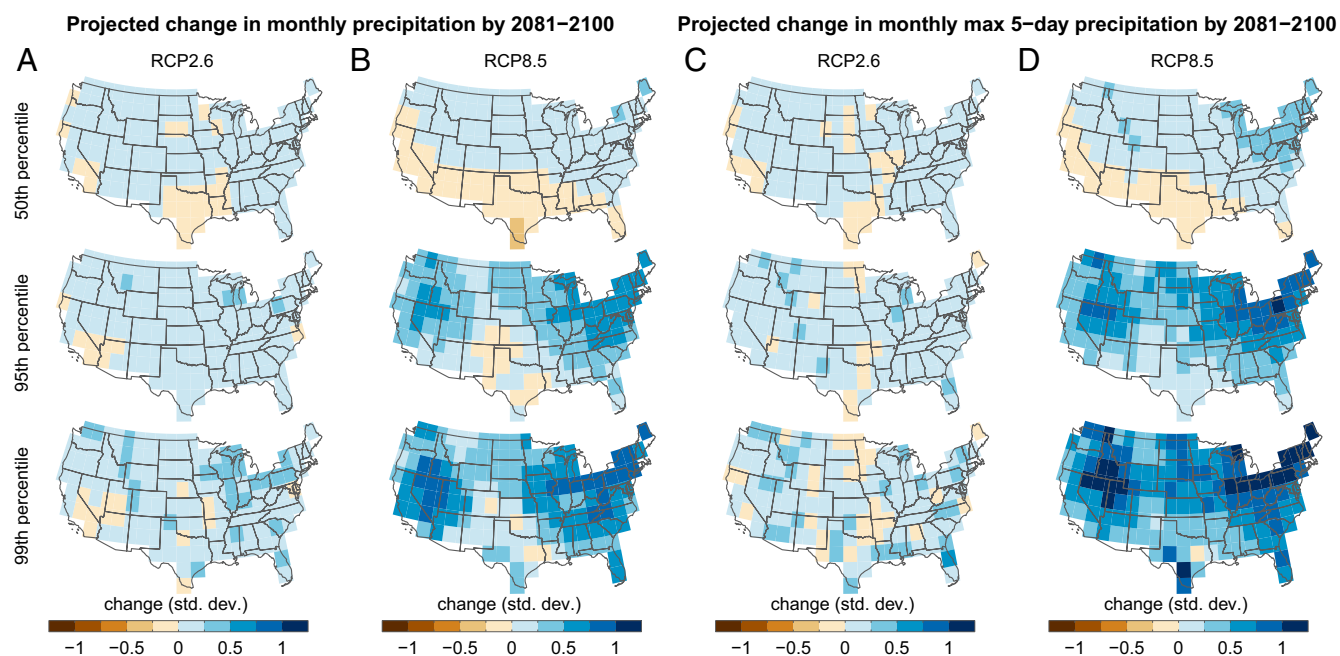 Projected change in monthly precipitation by 2081−2100
Projected change in monthly max 5−day precipitation by 2081−2100
A
RCP2.6
B
RCP8.5
C
RCP2.6
D
RCP8.5
50th percentile
95th percentile
99th percentile
change (std. dev.)
change (std. dev.)
change (std. dev.)
change (std. dev.)
−1 −0.5 0 0.5 1
−1 −0.5 0 0.5 1
−1 −0.5 0 0.5 1
−1 −0.5 0 0.5 1